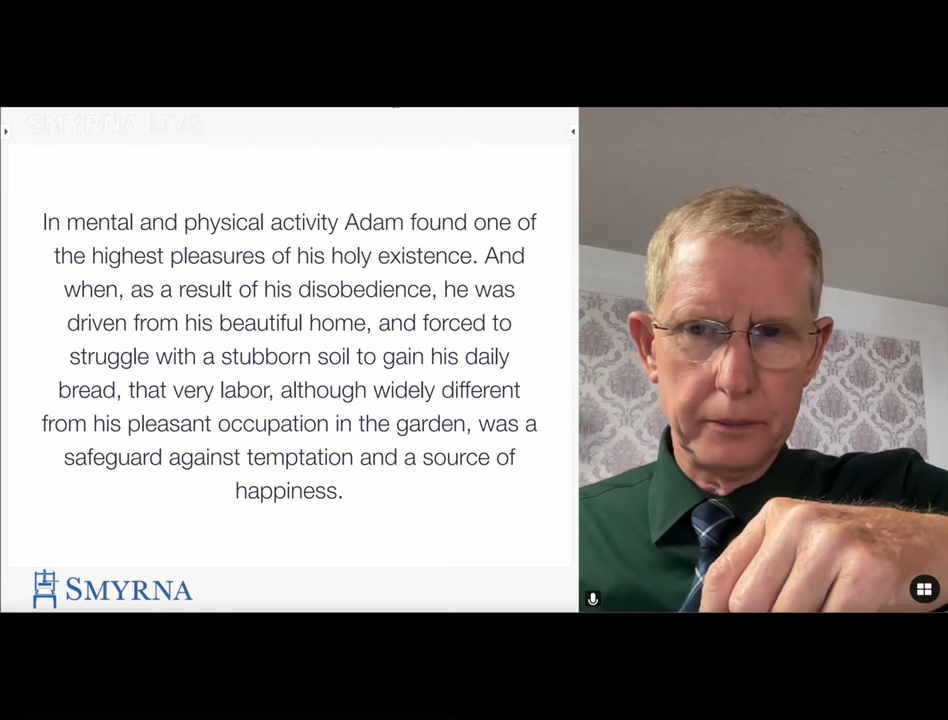 SMYRNA LIVE
In mental and physical activity Adam found one of
the highest pleasures of his holy existence. And
when, as a result of his disobedience, he was
driven from his beautiful home, and forced to
struggle with a stubborn soil to gain his daily
bread, that very labor, although widely different
from his pleasant occupation in the garden, was a
safeguard against temptation and a source of
happiness.
SMYRNA